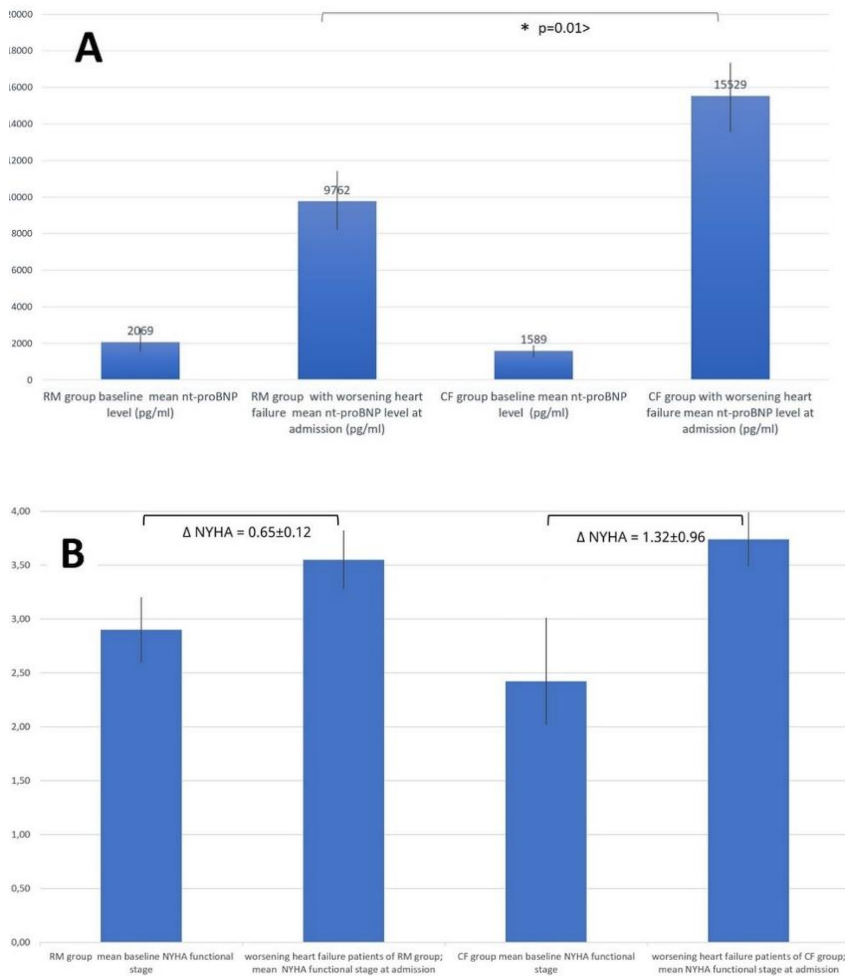 20000
* p=0.01>
A
18000
16000
15529
14000
12000
10000
9762
8000
6000
4000
2069
2000
1589
0
RM group baseline mean nt-proBNP
level (pg/ml)
RM group with worsening heart
failure mean nt-proBNP level at
admission (pg/ml)
CF group baseline mean nt-proBNP
level (pg/ml)
CF group with worsening heart
failure mean nt-proBNP level at
admission (pg/ml)
4,00
Δ NYHA = 0.65±0.12
Δ NYHA = 1.32±0.96
B
3,50
3,00
2,50
2,00
1,50
1,00
0,50
0,00
RM group mean baseline NYHA functional
stage
worsening heart failure patients of RM group;
mean NYHA functional stage at admission
CF group mean baseline NYHA functional
stage
worsening heart failure patients of CF group;
mean NYHA functional stage at admission